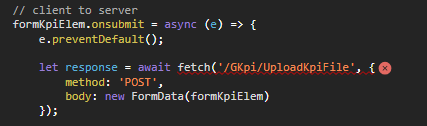 // client to server
formKpiElem.onsubmit = async (e) => {
    e.preventDefault();

    let response = await fetch('/GKpi/UploadKpiFile', {
        method: 'POST',
        body: new FormData(formKpiElem)
    });